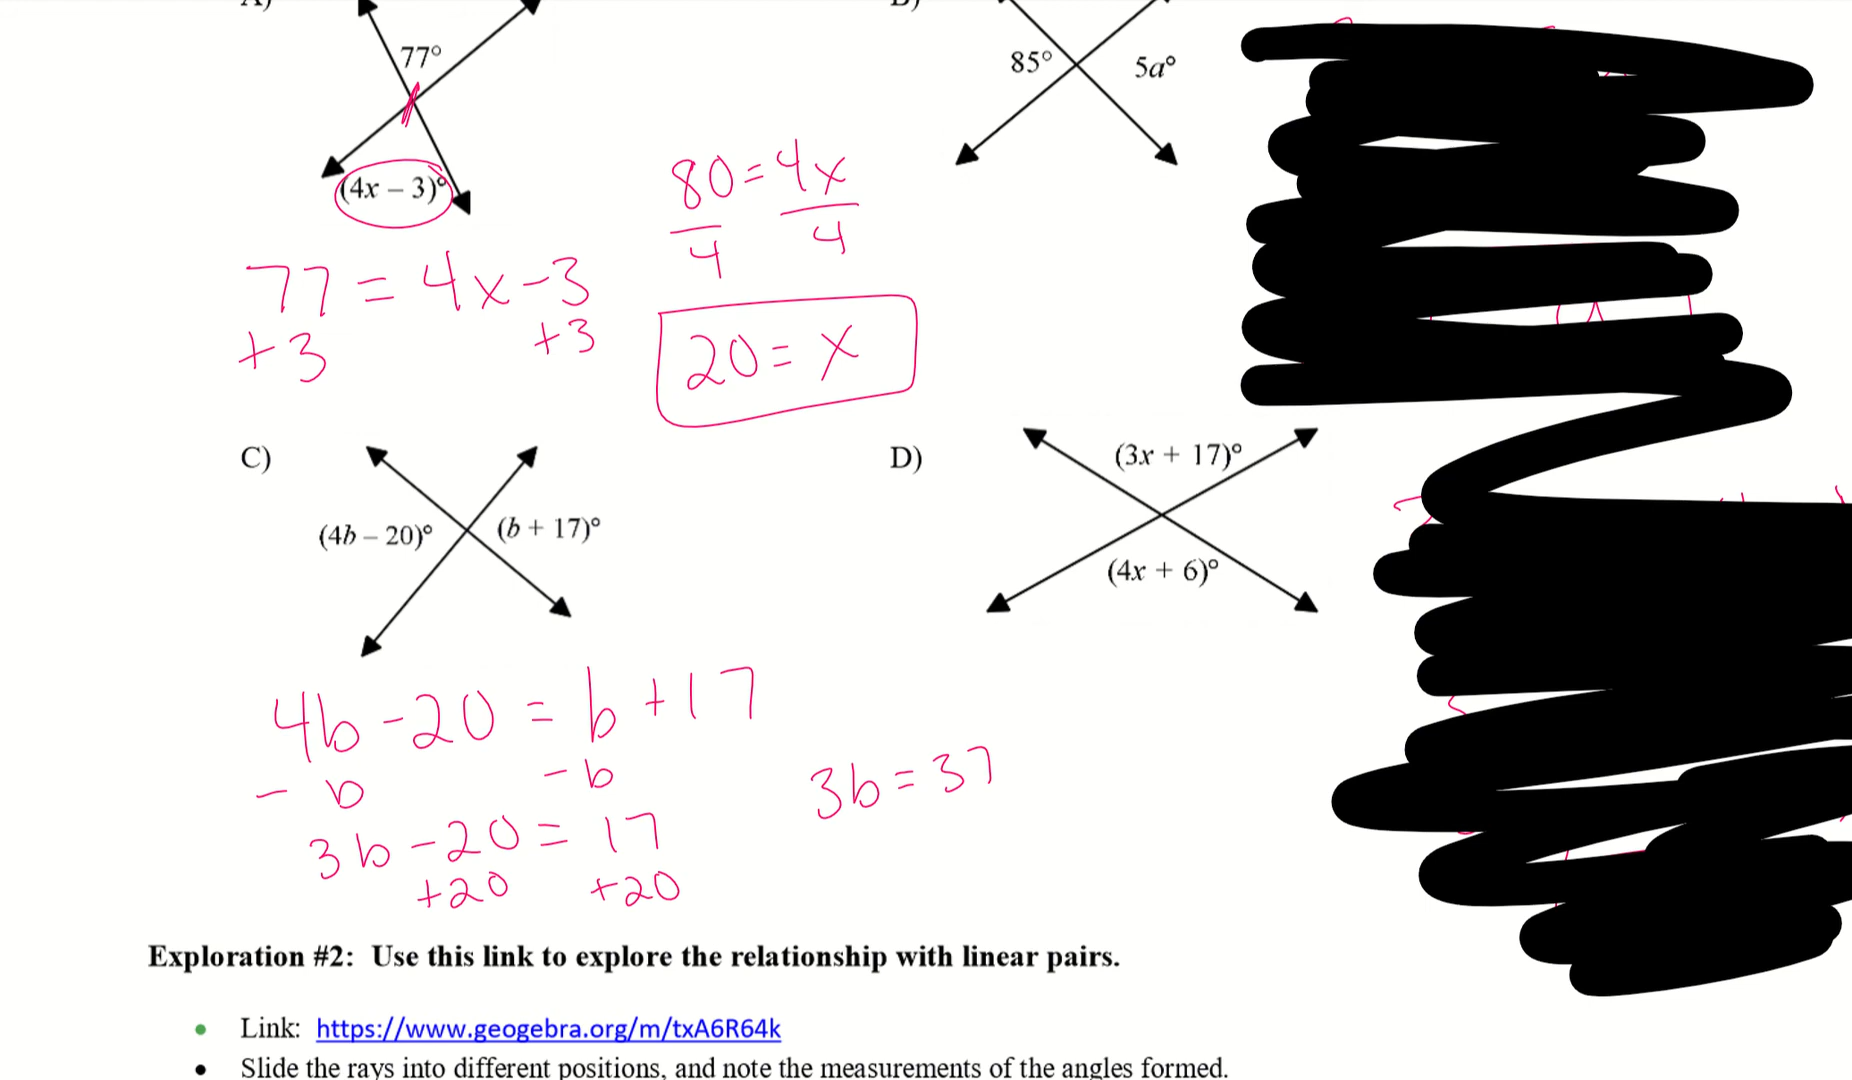 77°
85°
5a°
(4x – 3)°
80 = 4x
4 4
77 = 4x - 3
+3 +3
20 = x
C)
(4b – 20)°
(b + 17)°
D)
(3x + 17)°
(4x + 6)°
4b - 20 = b + 17
- b - b
3b - 20 = 17
+20 +20
3b = 37
Exploration #2: Use this link to explore the relationship with linear pairs.
• Link: https://www.geogebra.org/m/txA6R64k
• Slide the rays into different positions, and note the measurements of the angles formed.